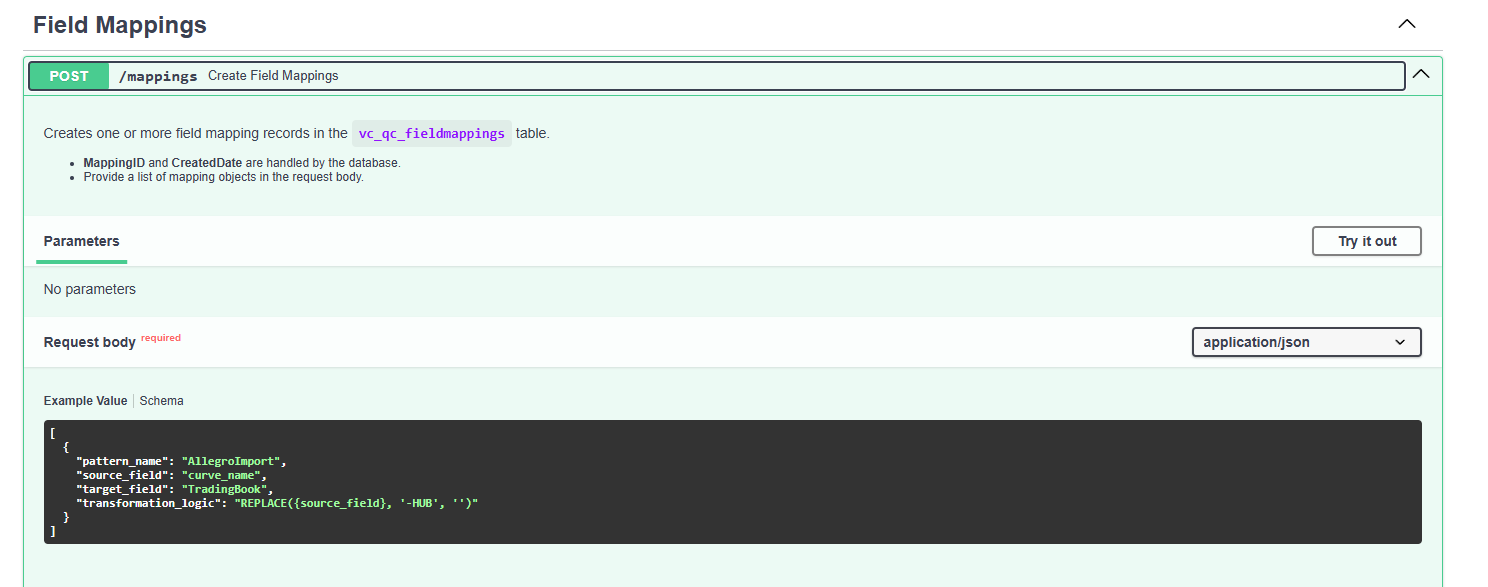 Field Mappings
POST /mappings Create Field Mappings
Creates one or more field mapping records in the vc_qc_fieldmappings table.
MappingID and CreatedDate are handled by the database.
Provide a list of mapping objects in the request body.
Parameters
Try it out
No parameters
Request body required
application/json
Example Value Schema
[
{
"pattern_name": "AllegroImport",
"source_field": "curve_name",
"target_field": "TradingBook",
"transformation_logic": "REPLACE({source_field}, '-HUB', '')"
}
]